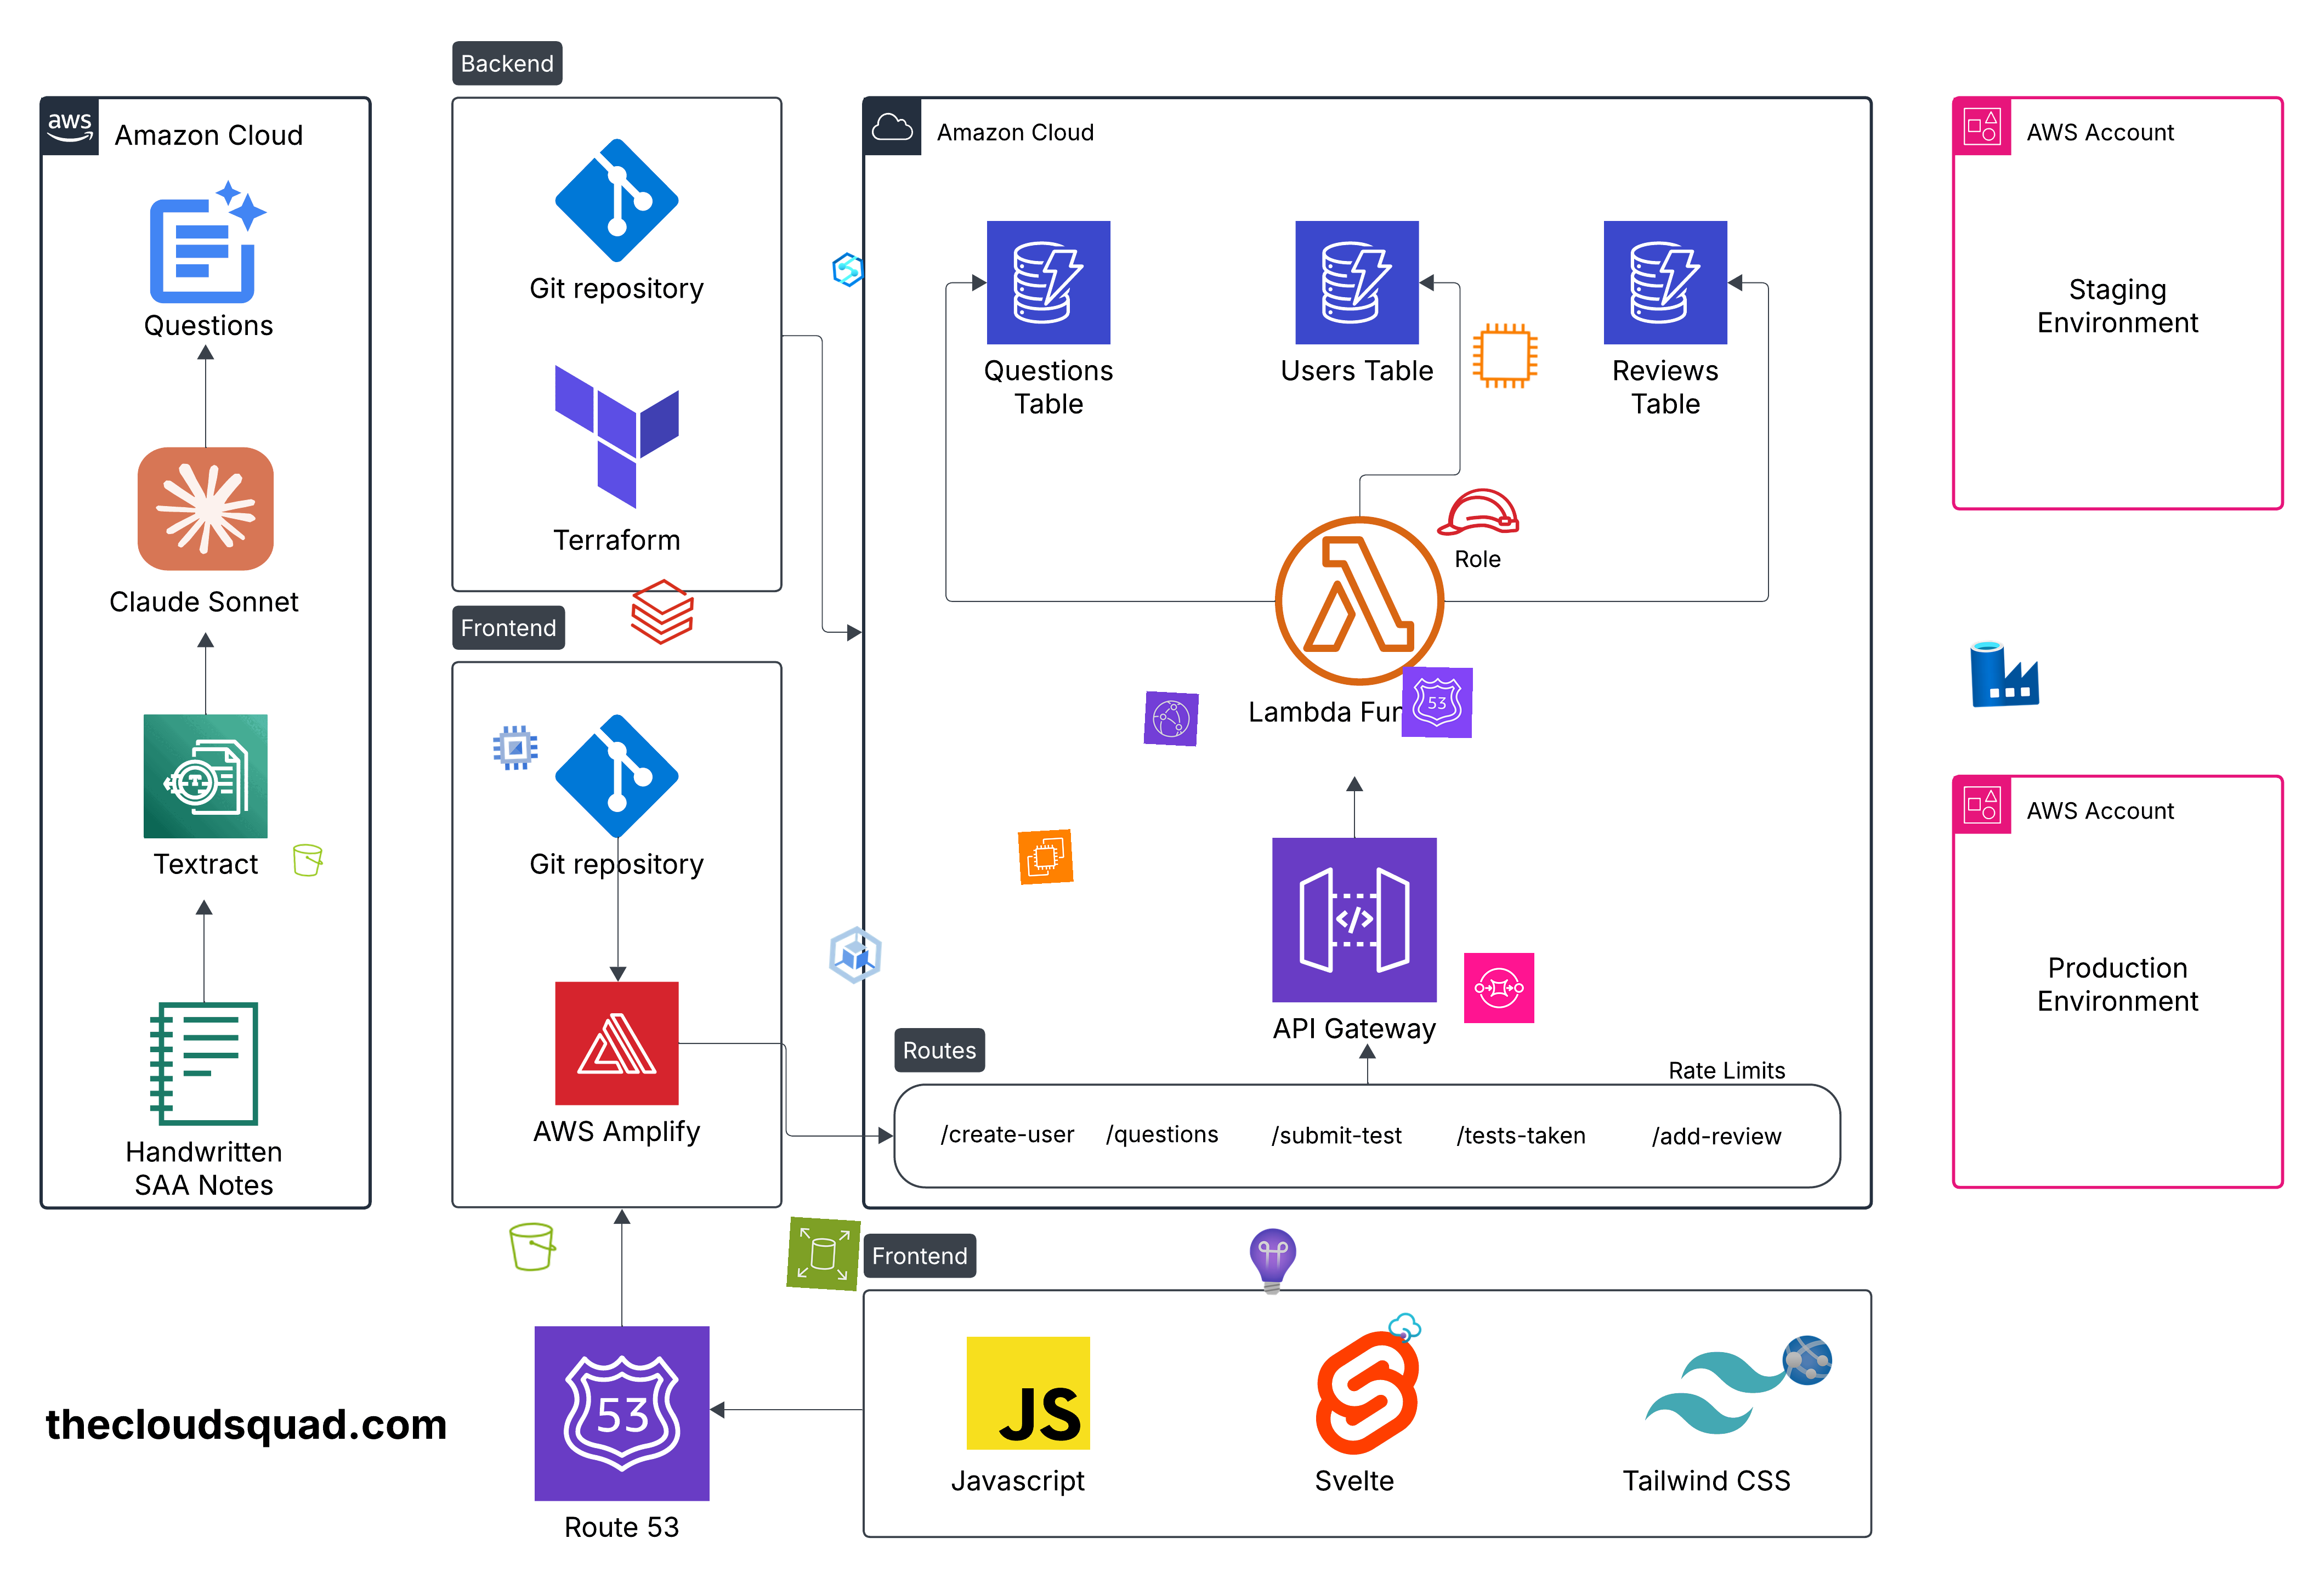 Backend
aws
Amazon Cloud
Questions
Claude Sonnet
Textract
Handwritten
SAA Notes
Git repository
Terraform
Frontend
Git repository
AWS Amplify
Amazon Cloud
Questions
Table
Users Table
Reviews
Table
Role
Lambda
53
API Gateway
Routes
Rate Limits
/create-user
/questions
/submit-test
/tests-taken
/add-review
AWS Account
Staging
Environment
AWS Account
Production
Environment
Frontend
JS
Javascript
Svelte
Tailwind CSS
53
Route 53
thecloudsquad.com